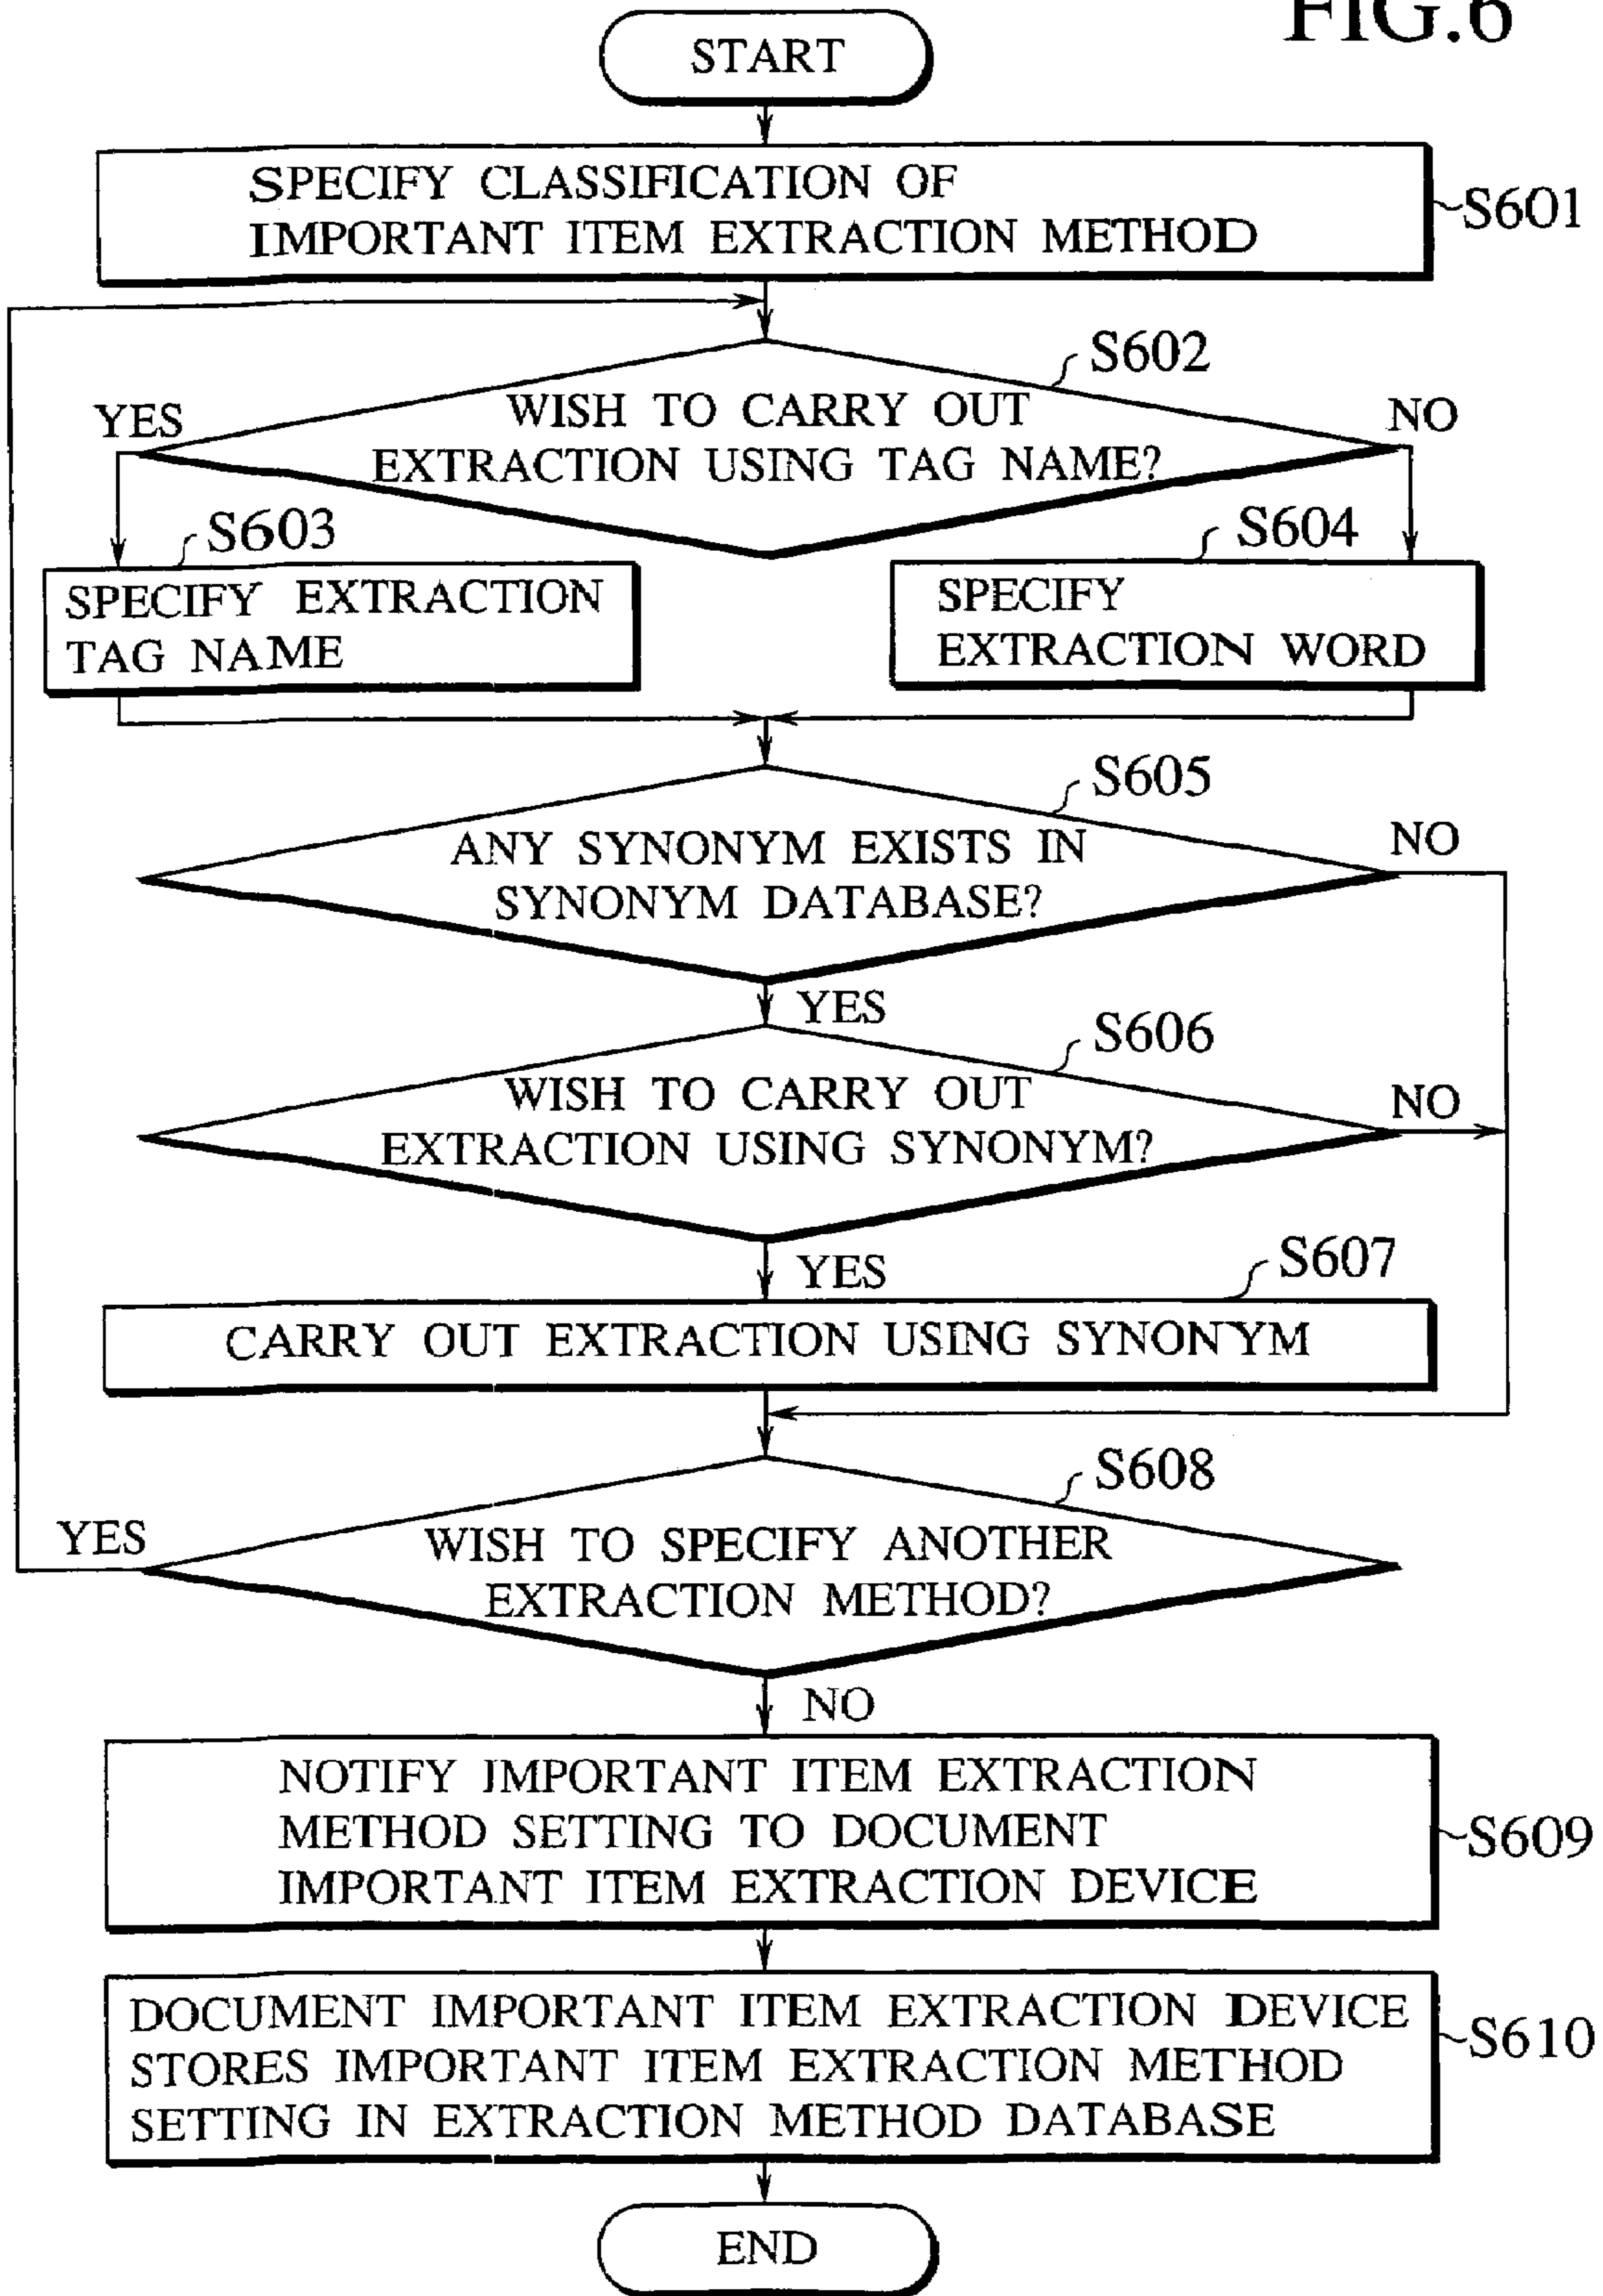 FIG.6
START
SPECIFY CLASSIFICATION OF
IMPORTANT ITEM EXTRACTION METHOD
S601
S602
WISH TO CARRY OUT
EXTRACTION USING TAG NAME?
YES
NO
S603
SPECIFY EXTRACTION
TAG NAME
S604
SPECIFY
EXTRACTION WORD
S605
ANY SYNONYM EXISTS IN
SYNONYM DATABASE?
NO
YES
S606
WISH TO CARRY OUT
EXTRACTION USING SYNONYM?
NO
YES
S607
CARRY OUT EXTRACTION USING SYNONYM
S608
WISH TO SPECIFY ANOTHER
EXTRACTION METHOD?
YES
NO
NOTIFY IMPORTANT ITEM EXTRACTION
METHOD SETTING TO DOCUMENT
IMPORTANT ITEM EXTRACTION DEVICE
S609
DOCUMENT IMPORTANT ITEM EXTRACTION DEVICE
STORES IMPORTANT ITEM EXTRACTION METHOD
SETTING IN EXTRACTION METHOD DATABASE
S610
END